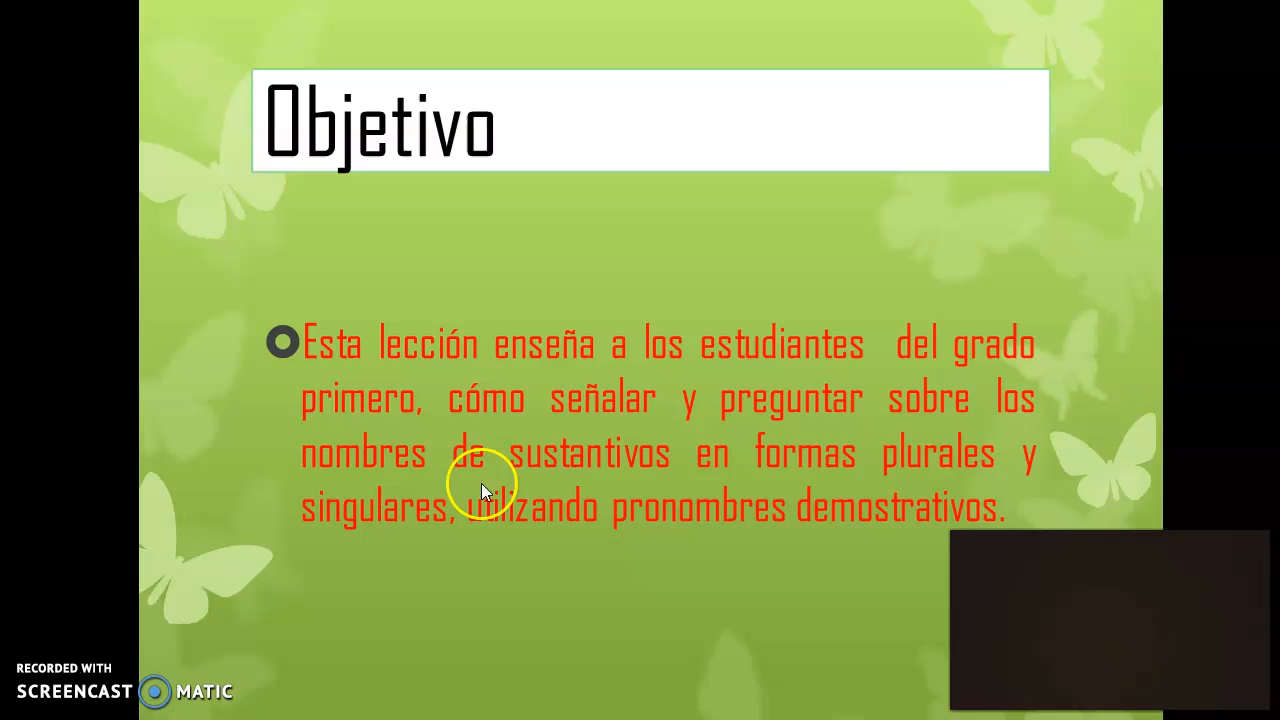 Objetivo
Esta lección enseña a los estudiantes del grado
primero, cómo señalar y preguntar sobre los
nombres de sustantivos en formas plurales y
singulares, utilizando pronombres demostrativos.
RECORDED WITH
SCREENCAST MATIC